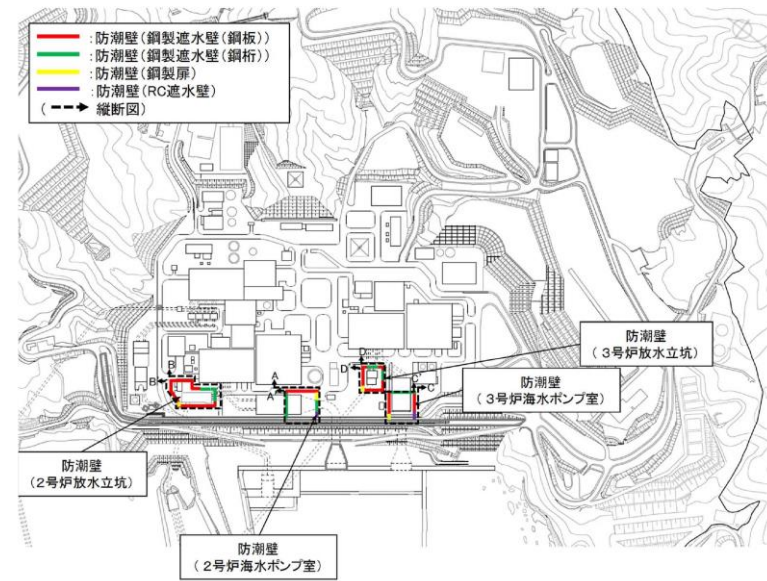 :防潮壁(鋼製遮水壁(鋼板))
:防潮壁(鋼製遮水壁(鋼桁))
:防潮壁(鋼製扉)
:防潮壁(RC遮水壁)
( 縦断図)
防潮壁
(3号炉放水立坑)
D
D
B
B
A
A
C
C
防潮壁
(3号炉海水ポンプ室)
防潮壁
(2号炉放水立坑)
防潮壁
(2号炉海水ポンプ室)